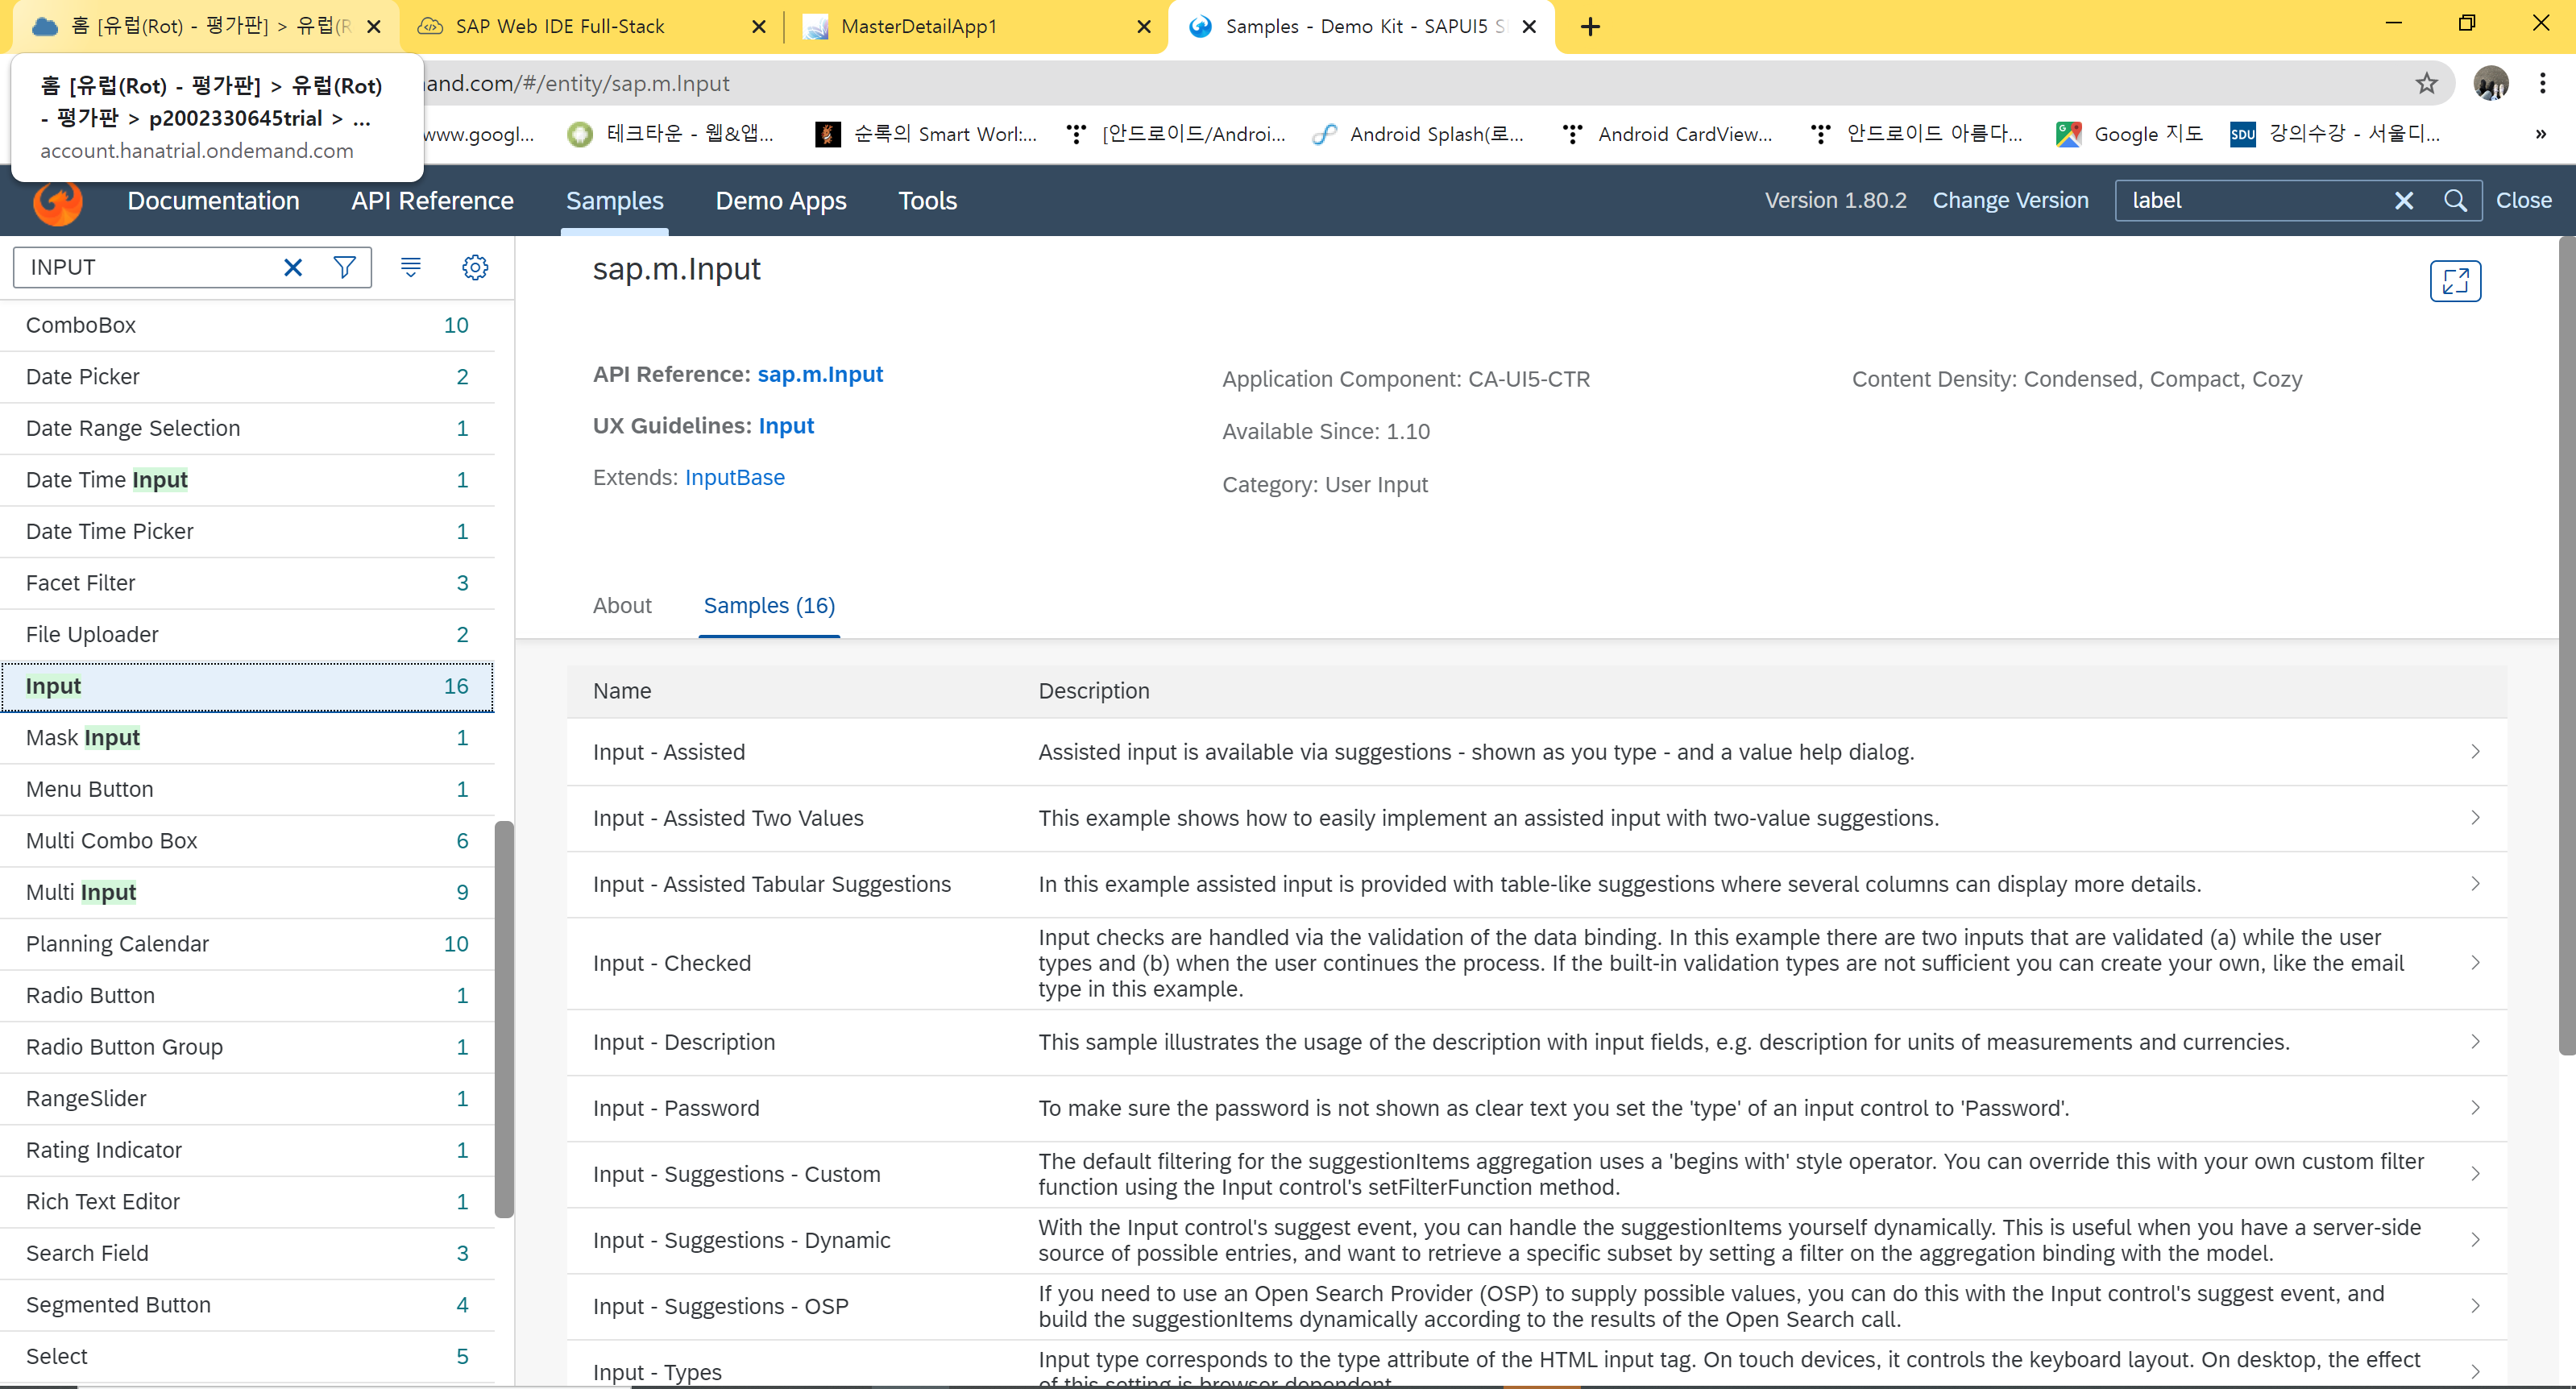 홈 [유럽(Rot) - 평가판] > 유럽(R
SAP Web IDE Full-Stack
MasterDetailApp1
Samples - Demo Kit - SAPUI5 S
홈 [유럽(Rot) - 평가판] > 유럽(Rot)
- 평가판 > p2002330645trial > ...
account.hanatrial.ondemand.com
and.com/#/entity/sap.m.Input
www.googl...
테크타운 - 웹&앱...
순록의 Smart Worl:...
[안드로이드/Androi...
Android Splash(로...
Android CardView...
안드로이드 아름다...
Google 지도
SDU
강의수강 - 서울디...
»
Documentation
API Reference
Samples
Demo Apps
Tools
Version 1.80.2
Change Version
label
Close
INPUT
ComboBox 10
Date Picker 2
Date Range Selection 1
Date Time Input 1
Date Time Picker 1
Facet Filter 3
File Uploader 2
Input 16
Mask Input 1
Menu Button 1
Multi Combo Box 6
Multi Input 9
Planning Calendar 10
Radio Button 1
Radio Button Group 1
RangeSlider 1
Rating Indicator 1
Rich Text Editor 1
Search Field 3
Segmented Button 4
Select 5
sap.m.Input
API Reference: sap.m.Input
UX Guidelines: Input
Extends: InputBase
Application Component: CA-UI5-CTR
Available Since: 1.10
Category: User Input
Content Density: Condensed, Compact, Cozy
About
Samples (16)
Name
Description
Input - Assisted
Assisted input is available via suggestions - shown as you type - and a value help dialog.
Input - Assisted Two Values
This example shows how to easily implement an assisted input with two-value suggestions.
Input - Assisted Tabular Suggestions
In this example assisted input is provided with table-like suggestions where several columns can display more details.
Input - Checked
Input checks are handled via the validation of the data binding. In this example there are two inputs that are validated (a) while the user
types and (b) when the user continues the process. If the built-in validation types are not sufficient you can create your own, like the email
type in this example.
Input - Description
This sample illustrates the usage of the description with input fields, e.g. description for units of measurements and currencies.
Input - Password
To make sure the password is not shown as clear text you set the 'type' of an input control to 'Password'.
Input - Suggestions - Custom
The default filtering for the suggestionItems aggregation uses a 'begins with' style operator. You can override this with your own custom filter
function using the Input control's setFilterFunction method.
Input - Suggestions - Dynamic
With the Input control's suggest event, you can handle the suggestionItems yourself dynamically. This is useful when you have a server-side
source of possible entries, and want to retrieve a specific subset by setting a filter on the aggregation binding with the model.
Input - Suggestions - OSP
If you need to use an Open Search Provider (OSP) to supply possible values, you can do this with the Input control's suggest event, and
build the suggestionItems dynamically according to the results of the Open Search call.
Input - Types
Input type corresponds to the type attribute of the HTML input tag. On touch devices, it controls the keyboard layout. On desktop, the effect
of this setting is browser dependent.